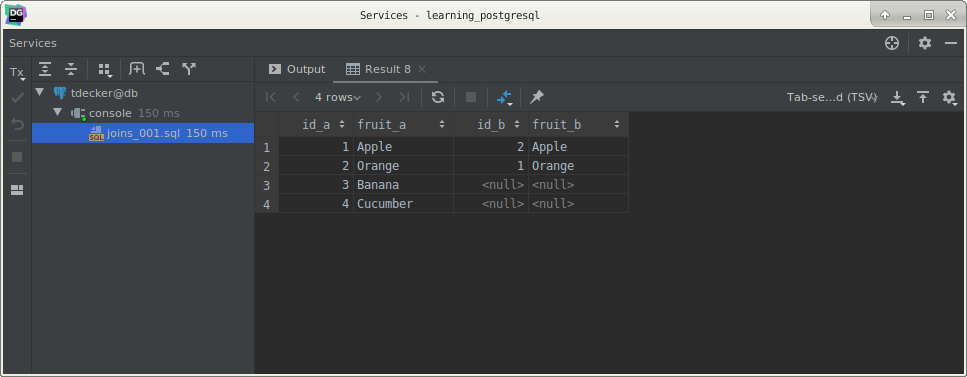 DG
Services - learning_postgresql
Services
Tx
tdecker@db
console 150 ms
SQL joins_001.sql 150 ms
Output Result 8
4 rows Tab-se...d (TSV)
id_a fruit_a id_b fruit_b
1 1 Apple 2 Apple
2 2 Orange 1 Orange
3 3 Banana <null> <null>
4 4 Cucumber <null> <null>